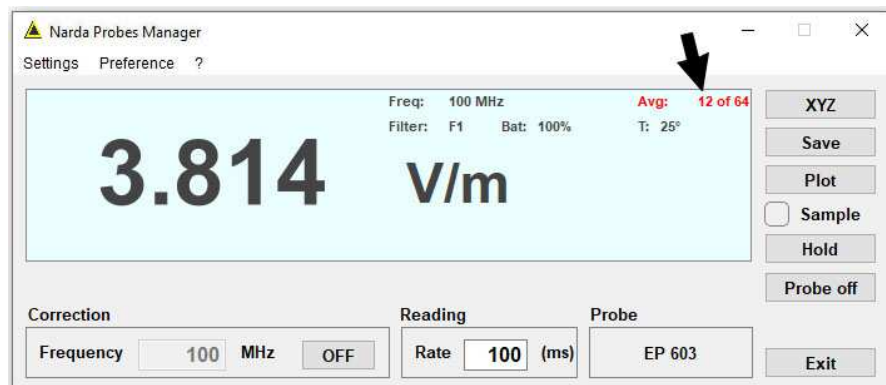 Narda Probes Manager
Settings Preference ?
Freq: 100 MHz Avg: 12 of 64
Filter: F1 Bat: 100% T: 25°
3.814 V/m
XYZ
Save
Plot
Sample
Hold
Probe off
Correction Reading Probe
Frequency 100 MHz OFF Rate 100 (ms) EP 603
Exit